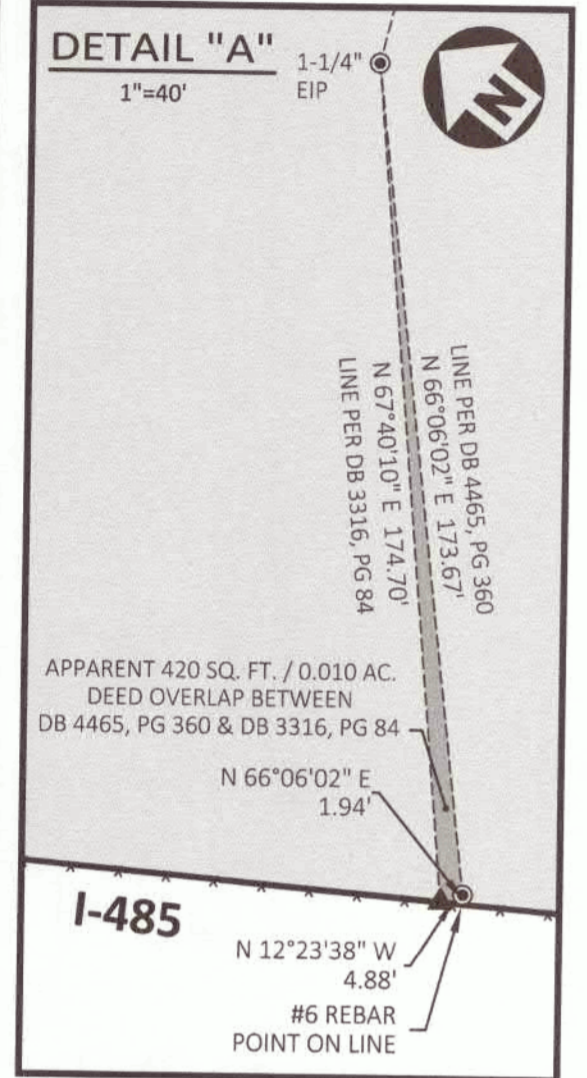 DETAIL "A"
1"=40'
1-1/4"
EIP
N
LINE PER DB 4465, PG 360
N 66°06'02" E 173.67'
N 67°40'10" E 174.70'
LINE PER DB 3316, PG 84
APPARENT 420 SQ. FT. / 0.010 AC.
DEED OVERLAP BETWEEN
DB 4465, PG 360 & DB 3316, PG 84
N 66°06'02" E
1.94'
I-485
N 12°23'38" W
4.88'
#6 REBAR
POINT ON LINE